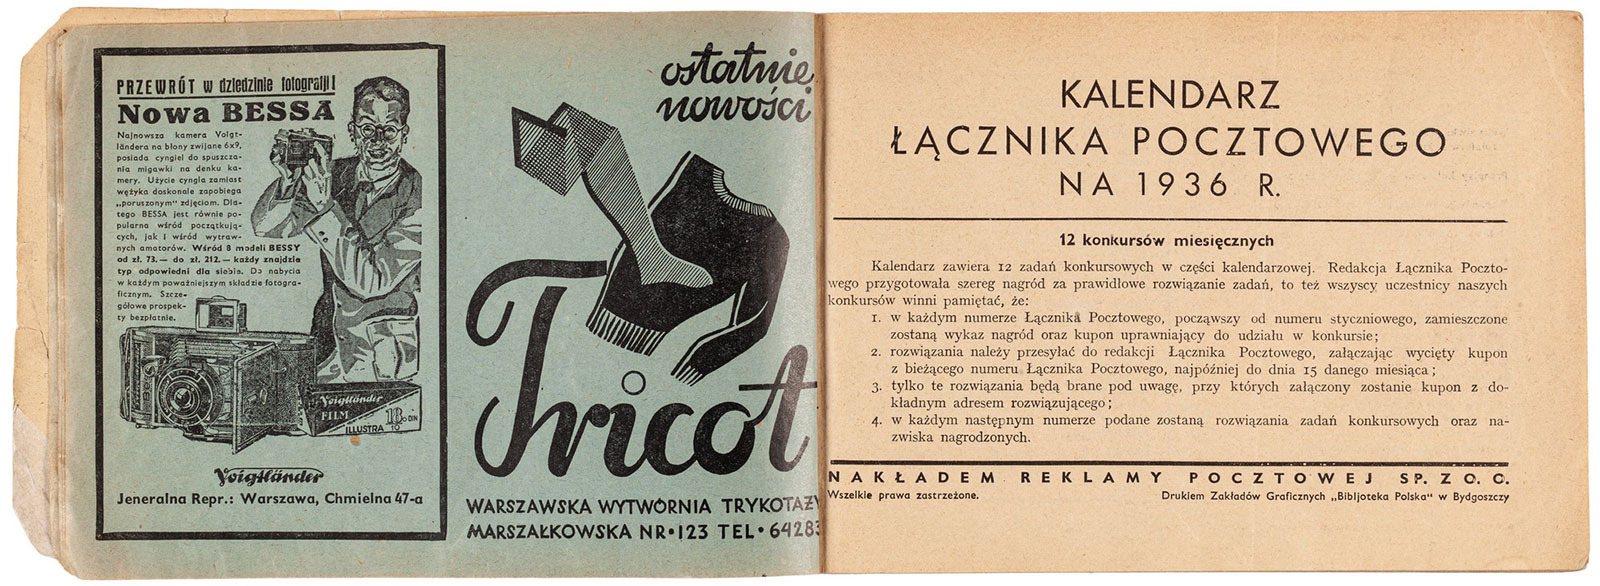 PRZEWRÓT w dziedzinie fotografji!
Nowa BESSA
Najnowsza kamera Voigt-
ländera na błony zwijane 6x9,
posiada cyngiel do spuszcza-
nia migawki na denku ka-
mery. Użycie cyngla zamiast
wężyka doskonale zapobiega
„poruszonym" zdjęciom. Dla-
tego BESSA jest równie po-
pularna wśród początkują-
cych, jak i wśród wytraw-
nych amatorów. Wśród 8 modeli BESSY
od zł. 73.— do zł. 212.— każdy znajdzie
typ odpowiedni dla siebie. Do nabycia
w każdym poważniejszym składzie fotogra-
ficznym. Szcze-
gółowe prospek-
ty bezpłatnie.
Voigtländer
FILM
18° DIN
10
ILLUSTRA
Voigtländer
Jeneralna Repr.: Warszawa, Chmielna 47-a
ostatnie
nowości
Tricot
WARSZAWSKA WYTWÓRNIA TRYKOTAŻY
MARSZAŁKOWSKA NR•123 TEL•64283
KALENDARZ
ŁĄCZNIKA POCZTOWEGO
NA 1936 R.
12 konkursów miesięcznych
Kalendarz zawiera 12 zadań konkursowych w części kalendarzowej. Redakcja Łącznika Poczto-
wego przygotowała szereg nagród za prawidłowe rozwiązanie zadań, to też wszyscy uczestnicy naszych
konkursów winni pamiętać, że:
1. w każdym numerze Łącznika Pocztowego, począwszy od numeru styczniowego, zamieszczone
zostaną wykaz nagród oraz kupon uprawniający do udziału w konkursie;
2. rozwiązania należy przesyłać do redakcji Łącznika Pocztowego, załączając wycięty kupon
z bieżącego numeru Łącznika Pocztowego, najpóźniej do dnia 15 danego miesiąca;
3. tylko te rozwiązania będą brane pod uwagę, przy których załączony zostanie kupon z do-
kładnym adresem rozwiązującego;
4. w każdym następnym numerze podane zostaną rozwiązania zadań konkursowych oraz na-
zwiska nagrodzonych.
NAKŁADEM REKLAMY POCZTOWEJ SP. Z O. O.
Wszelkie prawa zastrzeżone.
Drukiem Zakładów Graficznych „Bibljoteka Polska" w Bydgoszczy